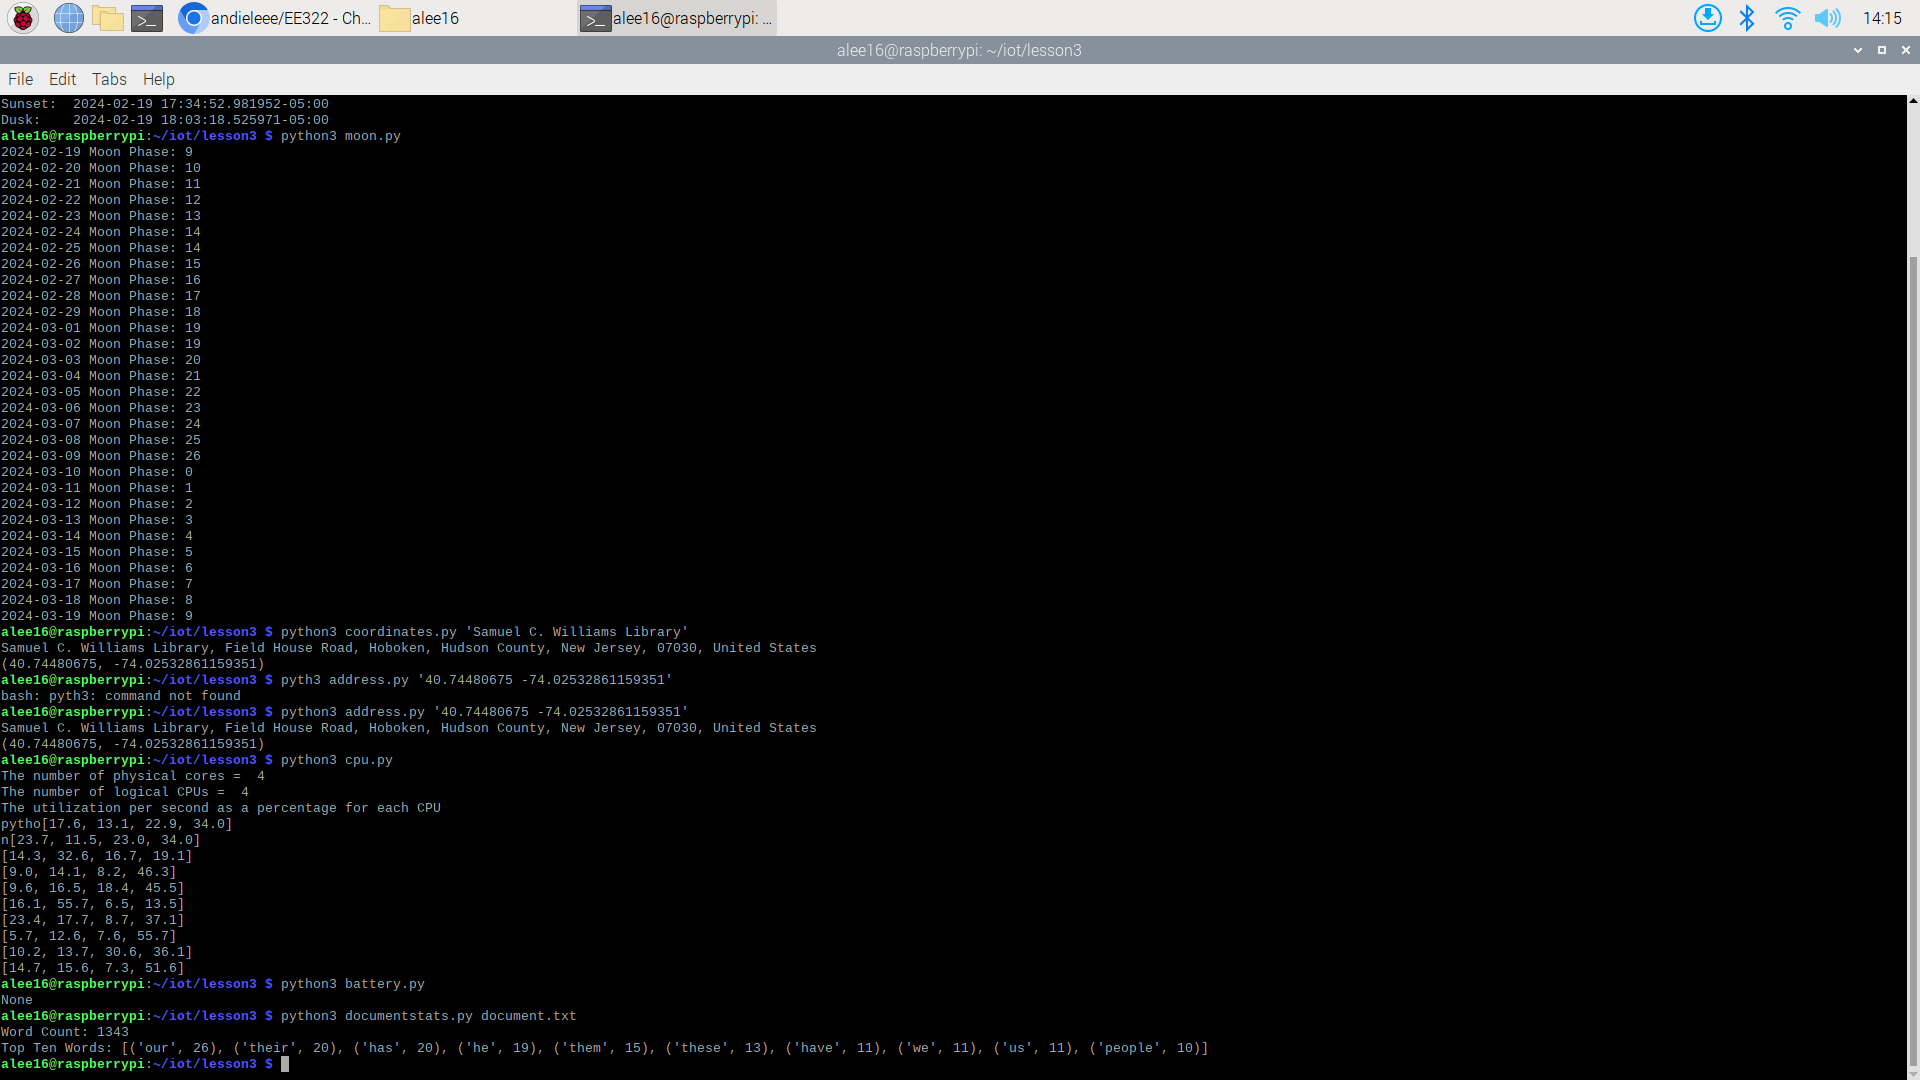 andieleee/EE322 - Ch...
alee16
alee16@raspberrypi: ...
14:15
alee16@raspberrypi: ~/iot/lesson3
File Edit Tabs Help
Sunset:  2024-02-19 17:34:52.981952-05:00
Dusk:    2024-02-19 18:03:18.525971-05:00
alee16@raspberrypi:~/iot/lesson3 $ python3 moon.py
2024-02-19 Moon Phase: 9
2024-02-20 Moon Phase: 10
2024-02-21 Moon Phase: 11
2024-02-22 Moon Phase: 12
2024-02-23 Moon Phase: 13
2024-02-24 Moon Phase: 14
2024-02-25 Moon Phase: 14
2024-02-26 Moon Phase: 15
2024-02-27 Moon Phase: 16
2024-02-28 Moon Phase: 17
2024-02-29 Moon Phase: 18
2024-03-01 Moon Phase: 19
2024-03-02 Moon Phase: 19
2024-03-03 Moon Phase: 20
2024-03-04 Moon Phase: 21
2024-03-05 Moon Phase: 22
2024-03-06 Moon Phase: 23
2024-03-07 Moon Phase: 24
2024-03-08 Moon Phase: 25
2024-03-09 Moon Phase: 26
2024-03-10 Moon Phase: 0
2024-03-11 Moon Phase: 1
2024-03-12 Moon Phase: 2
2024-03-13 Moon Phase: 3
2024-03-14 Moon Phase: 4
2024-03-15 Moon Phase: 5
2024-03-16 Moon Phase: 6
2024-03-17 Moon Phase: 7
2024-03-18 Moon Phase: 8
2024-03-19 Moon Phase: 9
alee16@raspberrypi:~/iot/lesson3 $ python3 coordinates.py 'Samuel C. Williams Library'
Samuel C. Williams Library, Field House Road, Hoboken, Hudson County, New Jersey, 07030, United States
(40.74480675, -74.02532861159351)
alee16@raspberrypi:~/iot/lesson3 $ pyth3 address.py '40.74480675 -74.02532861159351'
bash: pyth3: command not found
alee16@raspberrypi:~/iot/lesson3 $ python3 address.py '40.74480675 -74.02532861159351'
Samuel C. Williams Library, Field House Road, Hoboken, Hudson County, New Jersey, 07030, United States
(40.74480675, -74.02532861159351)
alee16@raspberrypi:~/iot/lesson3 $ python3 cpu.py
The number of physical cores =  4
The number of logical CPUs =  4
The utilization per second as a percentage for each CPU
pytho[17.6, 13.1, 22.9, 34.0]
n[23.7, 11.5, 23.0, 34.0]
[14.3, 32.6, 16.7, 19.1]
[9.0, 14.1, 8.2, 46.3]
[9.6, 16.5, 18.4, 45.5]
[16.1, 55.7, 6.5, 13.5]
[23.4, 17.7, 8.7, 37.1]
[5.7, 12.6, 7.6, 55.7]
[10.2, 13.7, 30.6, 36.1]
[14.7, 15.6, 7.3, 51.6]
alee16@raspberrypi:~/iot/lesson3 $ python3 battery.py
None
alee16@raspberrypi:~/iot/lesson3 $ python3 documentstats.py document.txt
Word Count: 1343
Top Ten Words: [('our', 26), ('their', 20), ('has', 20), ('he', 19), ('them', 15), ('these', 13), ('have', 11), ('we', 11), ('us', 11), ('people', 10)]
alee16@raspberrypi:~/iot/lesson3 $